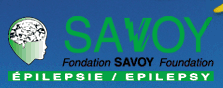 SAVOY
Fondation SAVOY Foundation
ÉPILEPSIE / EPILEPSY